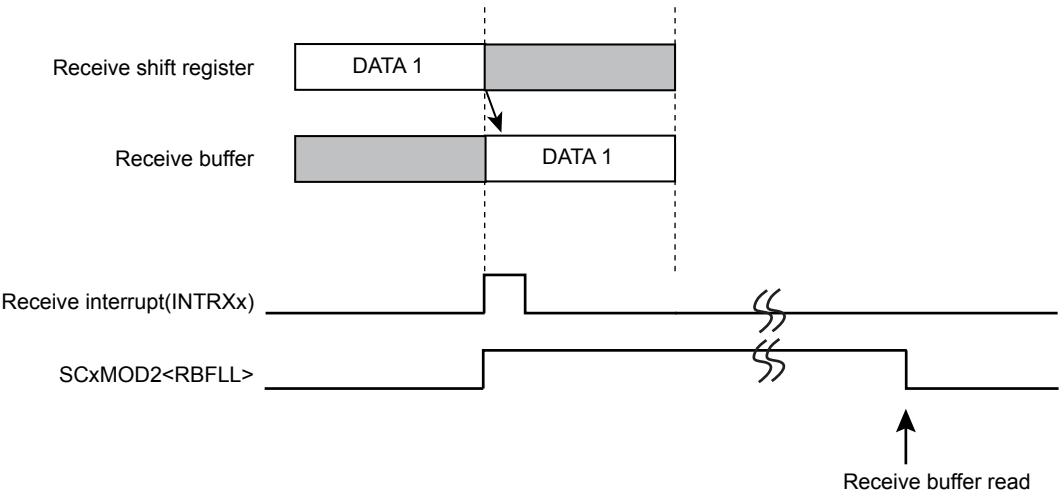 Receive shift register
DATA 1
Receive buffer
DATA 1
Receive interrupt(INTRXx)
SCxMOD2<RBFLL>
Receive buffer read